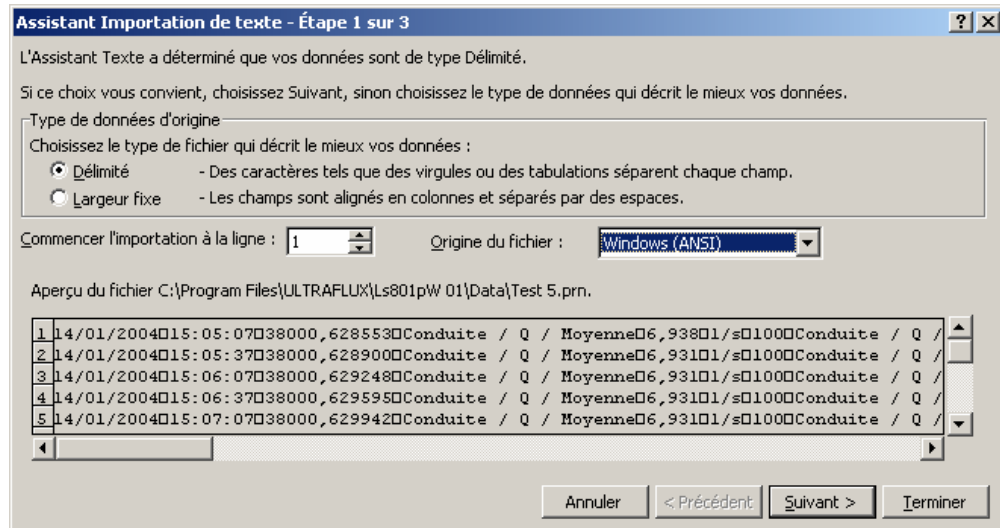 Assistant Importation de texte - Étape 1 sur 3
L'Assistant Texte a déterminé que vos données sont de type Délimité.
Si ce choix vous convient, choisissez Suivant, sinon choisissez le type de données qui décrit le mieux vos données.
Type de données d'origine
Choisissez le type de fichier qui décrit le mieux vos données :
Délimité - Des caractères tels que des virgules ou des tabulations séparent chaque champ.
Largeur fixe - Les champs sont alignés en colonnes et séparés par des espaces.
Commencer l'importation à la ligne : 1 Origine du fichier : Windows (ANSI)
Aperçu du fichier C:\Program Files\ULTRAFLUX\Ls801pW 01\Data\Test 5.prn.
1 14/01/2004□15:05:07□38000,628553□Conduite / Q / Moyenne□6,938□l/s□100□Conduite / Q /
2 14/01/2004□15:05:37□38000,628900□Conduite / Q / Moyenne□6,931□l/s□100□Conduite / Q /
3 14/01/2004□15:06:07□38000,629248□Conduite / Q / Moyenne□6,931□l/s□100□Conduite / Q /
4 14/01/2004□15:06:37□38000,629595□Conduite / Q / Moyenne□6,931□l/s□100□Conduite / Q /
5 14/01/2004□15:07:07□38000,629942□Conduite / Q / Moyenne□6,931□l/s□100□Conduite / Q /
Annuler < Précédent Suivant > Terminer